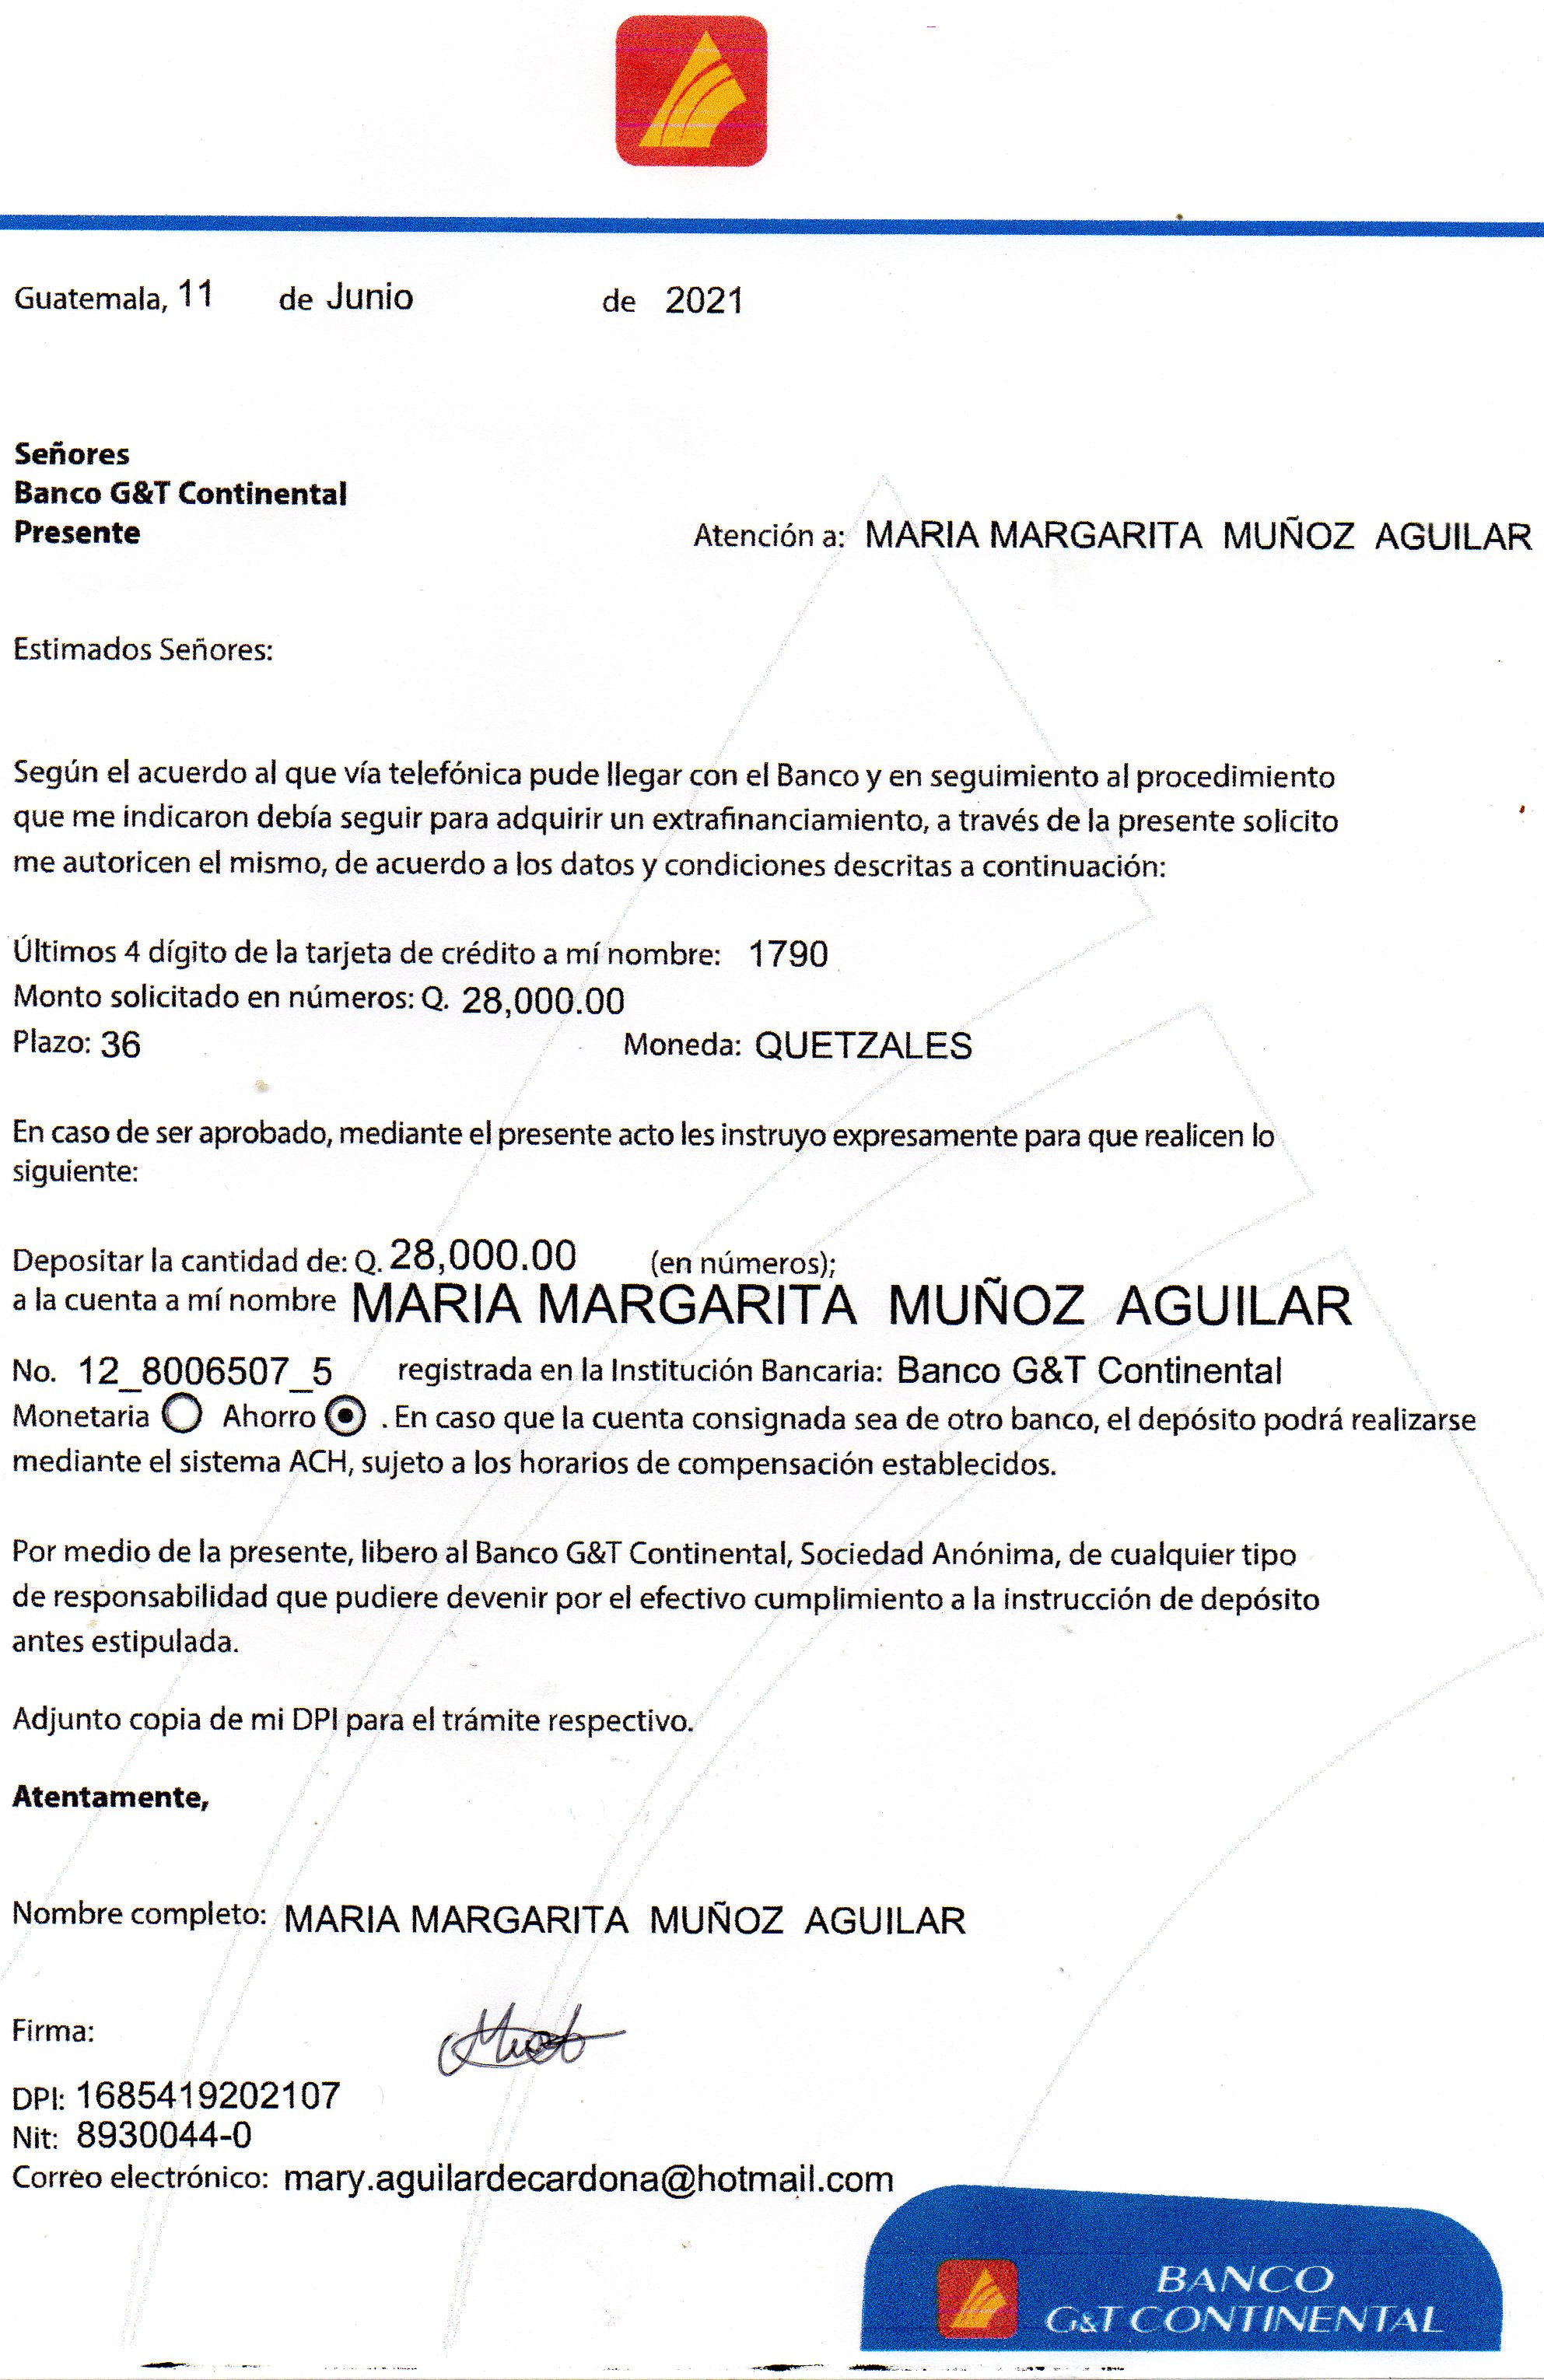 Guatemala, 11 de Junio de 2021
Señores
Banco G&T Continental
Presente
Atención a: MARIA MARGARITA MUÑOZ AGUILAR
Estimados Señores:
Según el acuerdo al que vía telefónica pude llegar con el Banco y en seguimiento al procedimiento
que me indicaron debía seguir para adquirir un extrafinanciamiento, a través de la presente solicito
me autoricen el mismo, de acuerdo a los datos y condiciones descritas a continuación:
Últimos 4 dígito de la tarjeta de crédito a mí nombre: 1790
Monto solicitado en números: Q. 28,000.00
Plazo: 36 Moneda: QUETZALES
En caso de ser aprobado, mediante el presente acto les instruyo expresamente para que realicen lo
siguiente:
Depositar la cantidad de: Q. 28,000.00 (en números);
a la cuenta a mí nombre MARIA MARGARITA MUÑOZ AGUILAR
No. 12_8006507_5 registrada en la Institución Bancaria: Banco G&T Continental
Monetaria Ahorro . En caso que la cuenta consignada sea de otro banco, el depósito podrá realizarse
mediante el sistema ACH, sujeto a los horarios de compensación establecidos.
Por medio de la presente, libero al Banco G&T Continental, Sociedad Anónima, de cualquier tipo
de responsabilidad que pudiere devenir por el efectivo cumplimiento a la instrucción de depósito
antes estipulada.
Adjunto copia de mi DPI para el trámite respectivo.
Atentamente,
Nombre completo: MARIA MARGARITA MUÑOZ AGUILAR
Firma:
DPI: 1685419202107
Nit: 8930044-0
Correo electrónico: mary.aguilardecardona@hotmail.com
BANCO
G&T CONTINENTAL